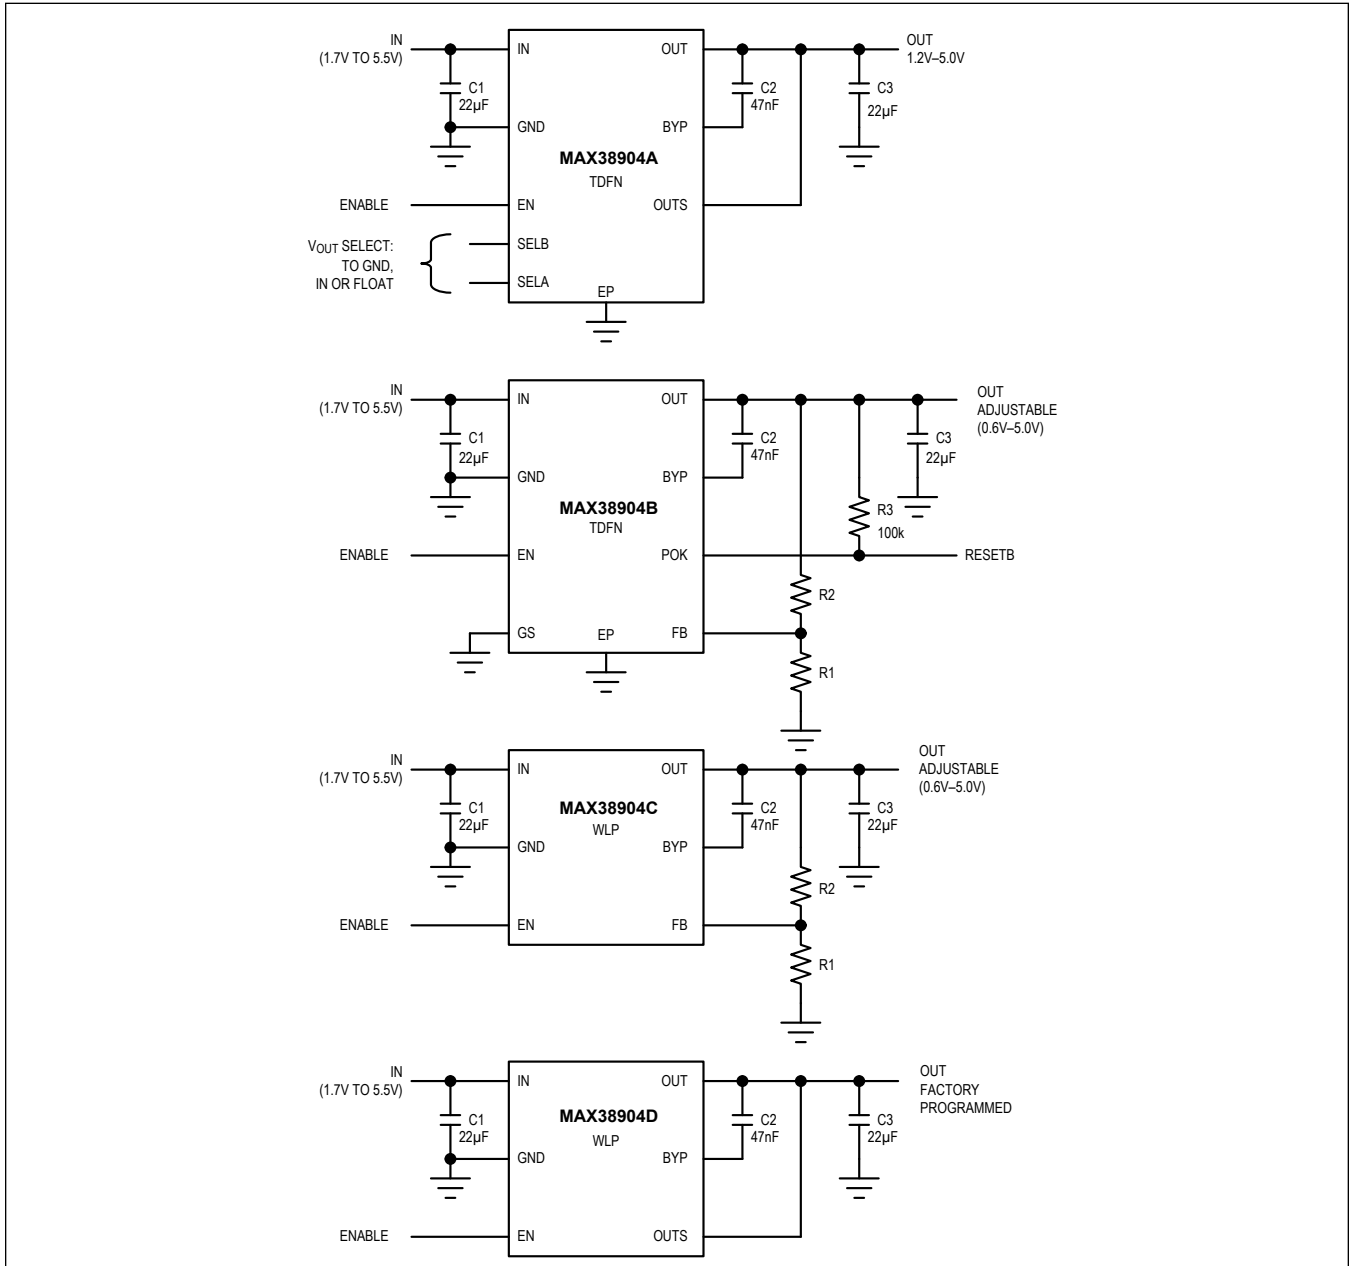 IN
(1.7V TO 5.5V)
C1
22µF
IN
GND
EN
SELB
SELA
OUT
BYP
OUTS
EP
MAX38904A
TDFN
ENABLE
VOUT SELECT:
TO GND,
IN OR FLOAT
C2
47nF
C3
22µF
OUT
1.2V–5.0V
IN
(1.7V TO 5.5V)
C1
22µF
IN
GND
EN
GS
OUT
BYP
POK
FB
EP
MAX38904B
TDFN
ENABLE
C2
47nF
C3
22µF
R3
100k
R2
R1
OUT
ADJUSTABLE
(0.6V–5.0V)
RESETB
IN
(1.7V TO 5.5V)
C1
22µF
IN
GND
EN
OUT
BYP
FB
MAX38904C
WLP
ENABLE
C2
47nF
C3
22µF
R2
R1
OUT
ADJUSTABLE
(0.6V–5.0V)
IN
(1.7V TO 5.5V)
C1
22µF
IN
GND
EN
OUT
BYP
OUTS
MAX38904D
WLP
ENABLE
C2
47nF
C3
22µF
OUT
FACTORY
PROGRAMMED